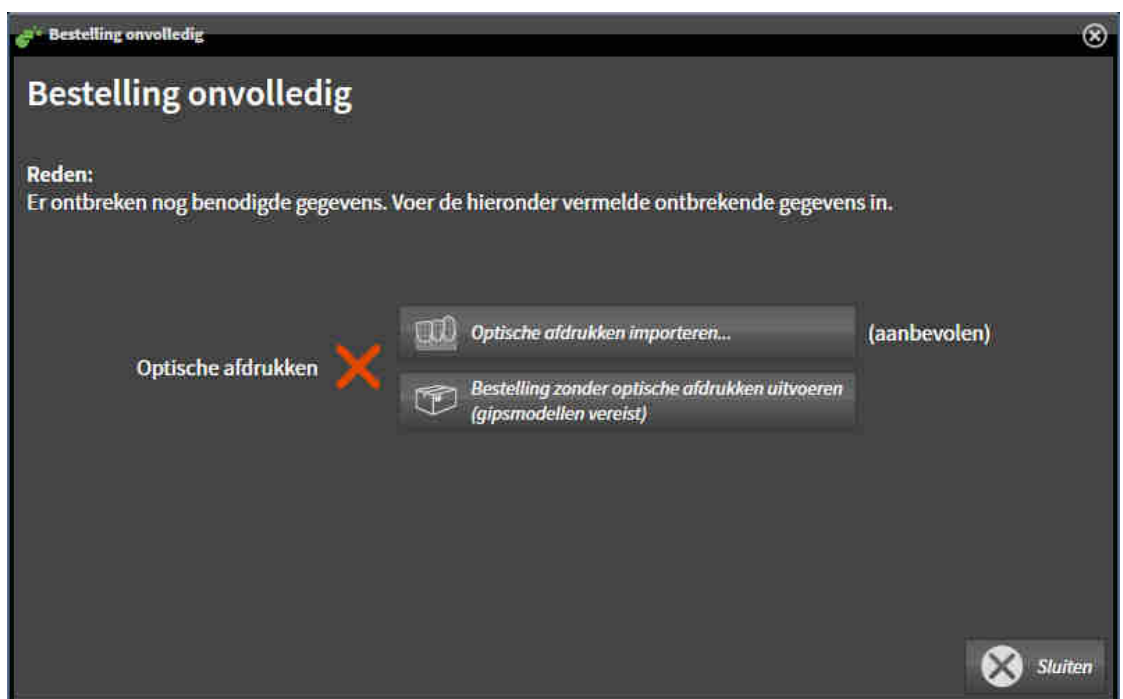 Bestelling onvolledig
Bestelling onvolledig
Reden:
Er ontbreken nog benodigde gegevens. Voer de hieronder vermelde ontbrekende gegevens in.
Optische afdrukken
Optische afdrukken importeren...
(aanbevolen)
Bestelling zonder optische afdrukken uitvoeren
(gipsmodellen vereist)
Sluiten